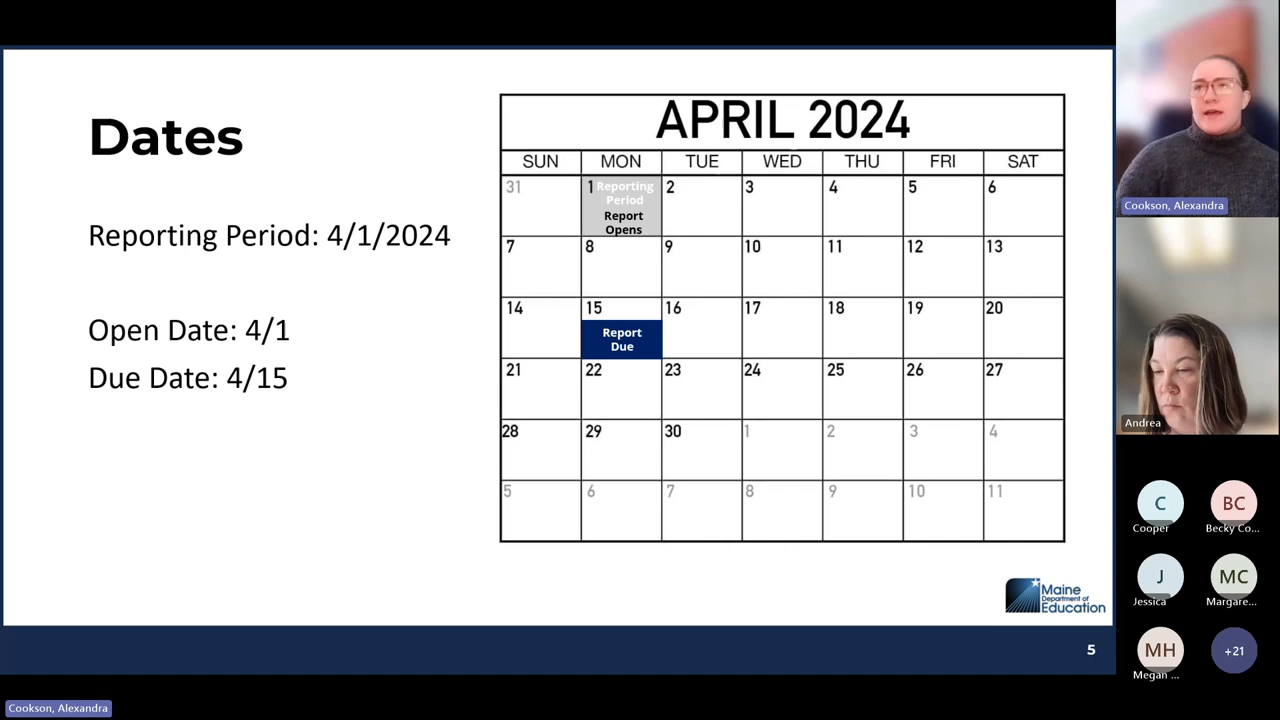 Dates
Reporting Period: 4/1/2024
Open Date: 4/1
Due Date: 4/15
APRIL 2024
SUN MON TUE WED THU FRI SAT
31 1 Reporting Period Report Opens 2 3 4 5 6
7 8 9 10 11 12 13
14 15 Report Due 16 17 18 19 20
21 22 23 24 25 26 27
28 29 30 1 2 3 4
5 6 7 8 9 10 11
Maine
Department of
Education
5
Cookson, Alexandra
Andrea
C
Cooper
BC
Becky Co...
J
Jessica
MC
Margare...
MH
Megan ...
+21
Cookson, Alexandra